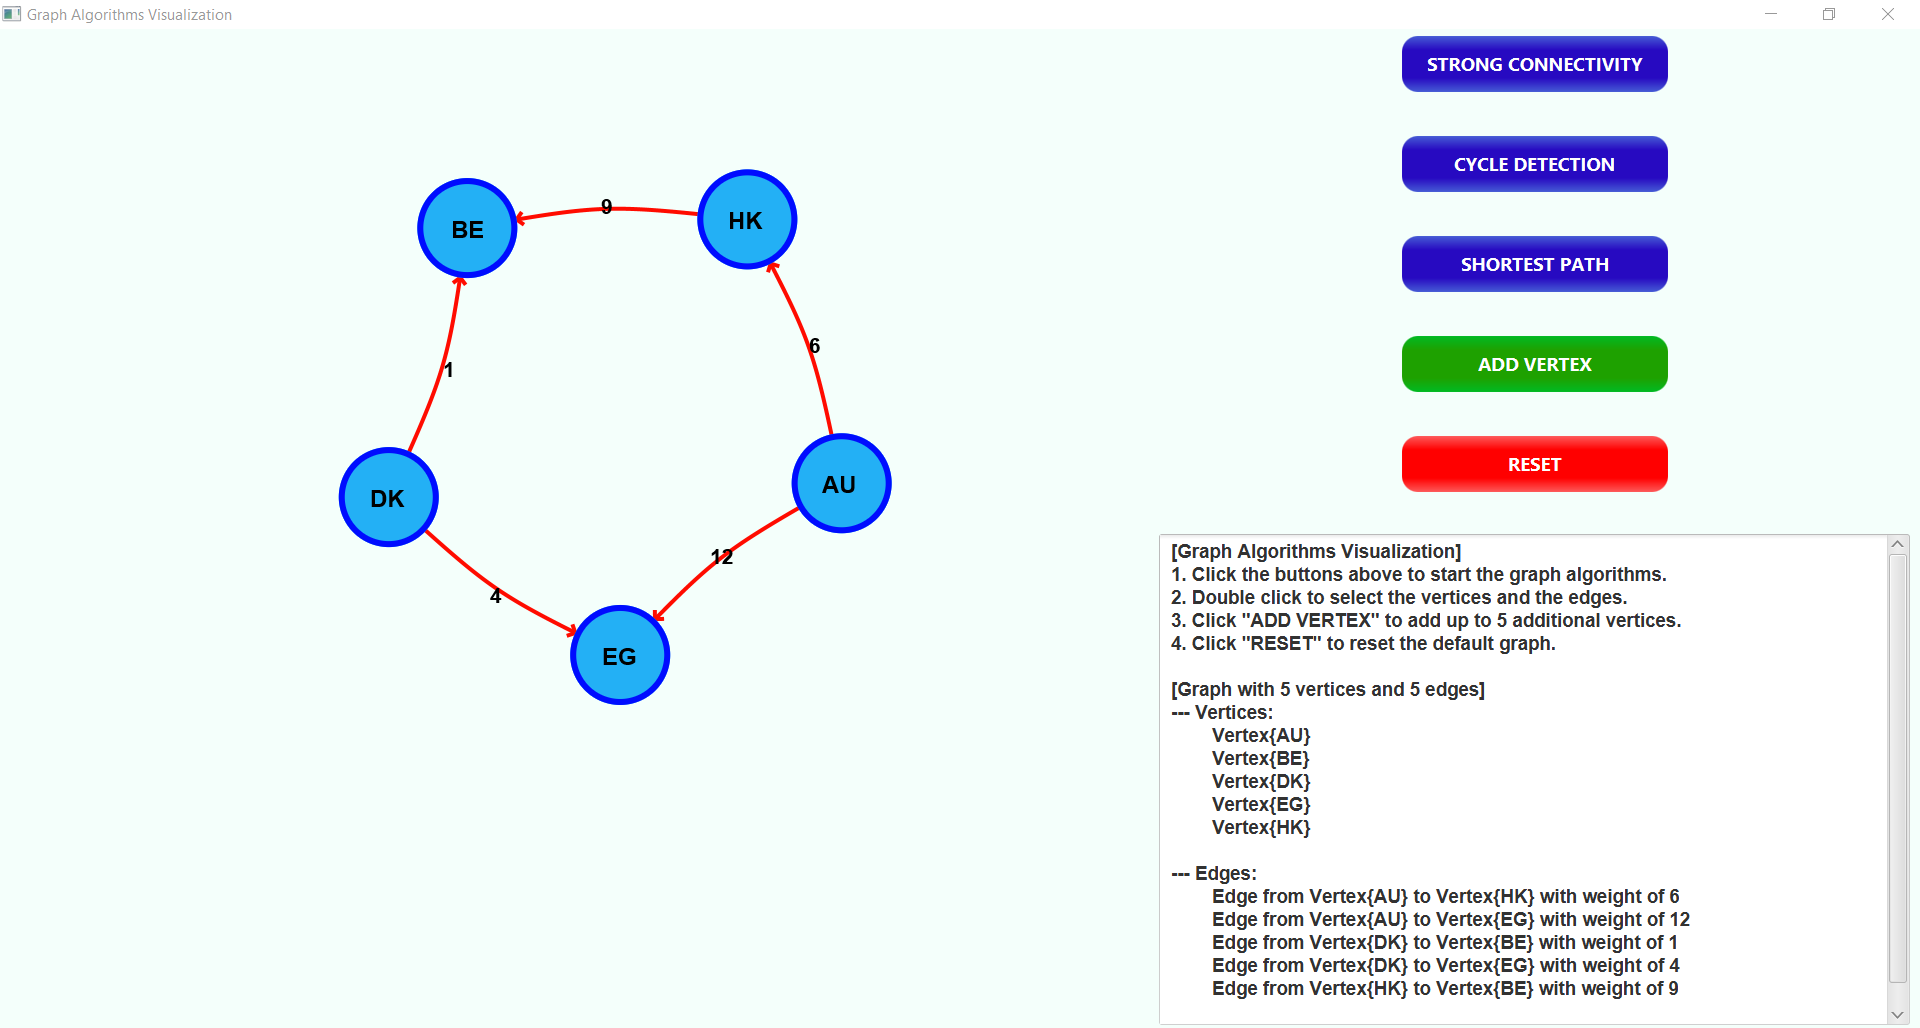 Graph Algorithms Visualization
STRONG CONNECTIVITY
CYCLE DETECTION
SHORTEST PATH
ADD VERTEX
RESET
BE
9
HK
1
6
DK
AU
4
12
EG
[Graph Algorithms Visualization]
1. Click the buttons above to start the graph algorithms.
2. Double click to select the vertices and the edges.
3. Click "ADD VERTEX" to add up to 5 additional vertices.
4. Click "RESET" to reset the default graph.
[Graph with 5 vertices and 5 edges]
--- Vertices:
Vertex{AU}
Vertex{BE}
Vertex{DK}
Vertex{EG}
Vertex{HK}
--- Edges:
Edge from Vertex{AU} to Vertex{HK} with weight of 6
Edge from Vertex{AU} to Vertex{EG} with weight of 12
Edge from Vertex{DK} to Vertex{BE} with weight of 1
Edge from Vertex{DK} to Vertex{EG} with weight of 4
Edge from Vertex{HK} to Vertex{BE} with weight of 9